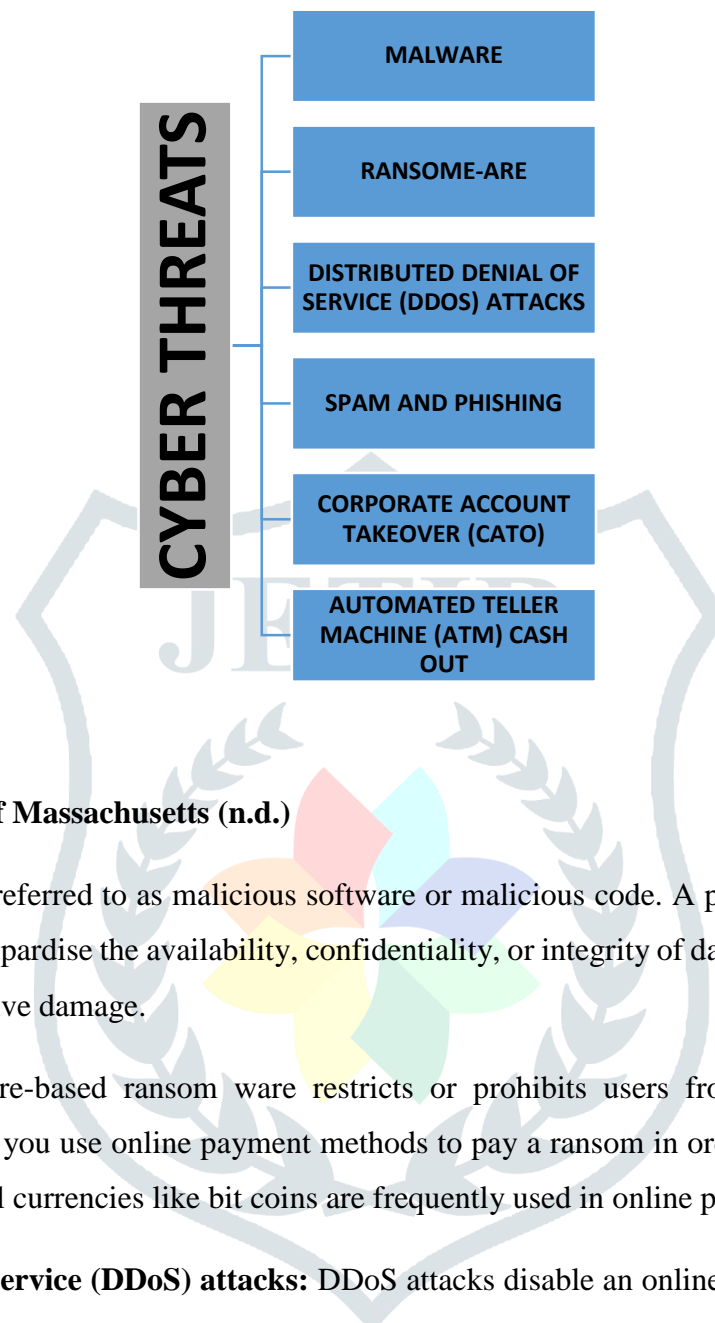 CYBER THREATS
MALWARE
RANSOME-ARE
DISTRIBUTED DENIAL OF
SERVICE (DDOS) ATTACKS
SPAM AND PHISHING
CORPORATE ACCOUNT
TAKEOVER (CATO)
AUTOMATED TELLER
MACHINE (ATM) CASH
OUT
JETIR
f Massachusetts (n.d.)
referred to as malicious software or malicious code. A p
pardise the availability, confidentiality, or integrity of da
ive damage.
re-based ransom ware restricts or prohibits users fro
you use online payment methods to pay a ransom in or
l currencies like bit coins are frequently used in online p
ervice (DDoS) attacks: DDoS attacks disable an online